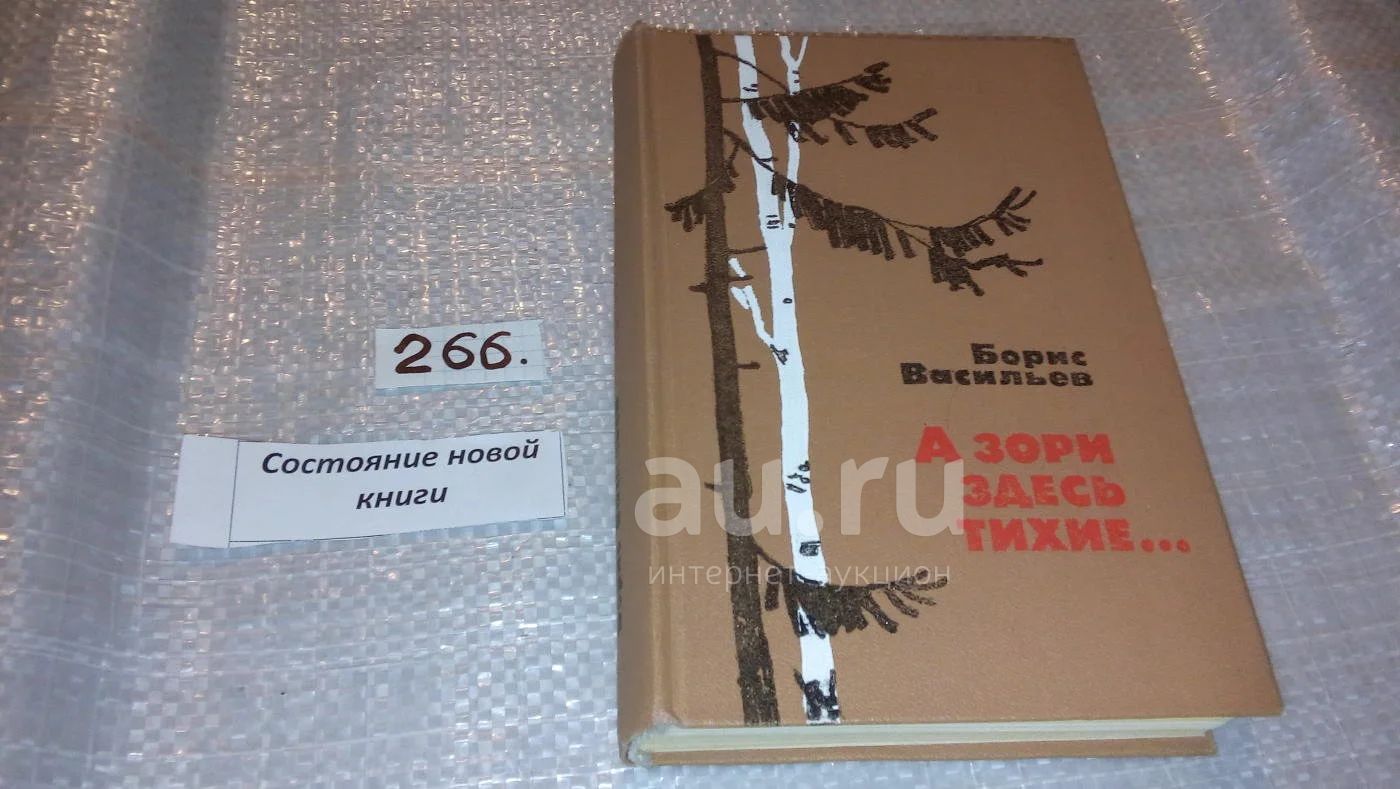 266.
Состояние новой
книги
Борис
Васильев
А ЗОРИ
ЗДЕСЬ
ТИХИЕ...
au.ru
интернет аукцион